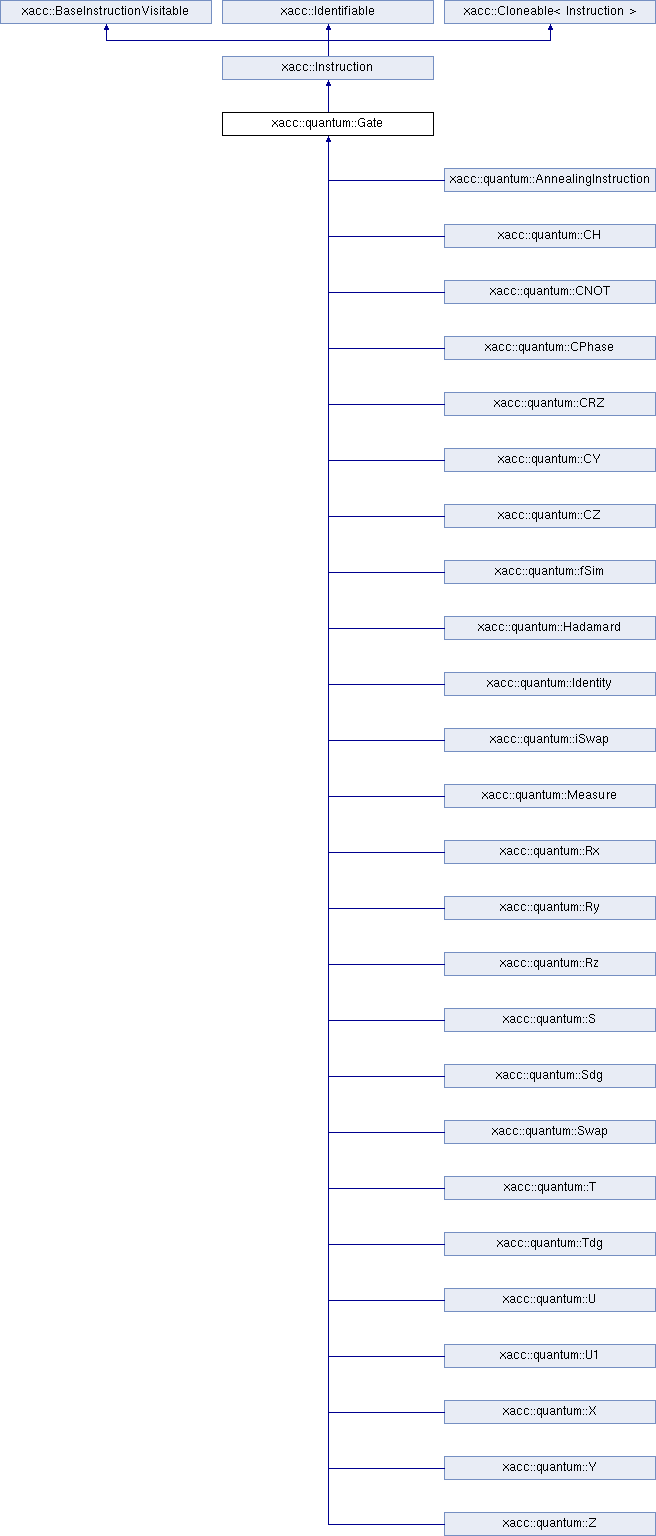 xacc::BaseInstructionVisitable
xacc::Identifiable
xacc::Cloneable< Instruction >
xacc::Instruction
xacc::quantum::Gate
xacc::quantum::AnnealingInstruction
xacc::quantum::CH
xacc::quantum::CNOT
xacc::quantum::CPhase
xacc::quantum::CRZ
xacc::quantum::CY
xacc::quantum::CZ
xacc::quantum::fSim
xacc::quantum::Hadamard
xacc::quantum::Identity
xacc::quantum::iSwap
xacc::quantum::Measure
xacc::quantum::Rx
xacc::quantum::Ry
xacc::quantum::Rz
xacc::quantum::S
xacc::quantum::Sdg
xacc::quantum::Swap
xacc::quantum::T
xacc::quantum::Tdg
xacc::quantum::U
xacc::quantum::U1
xacc::quantum::X
xacc::quantum::Y
xacc::quantum::Z